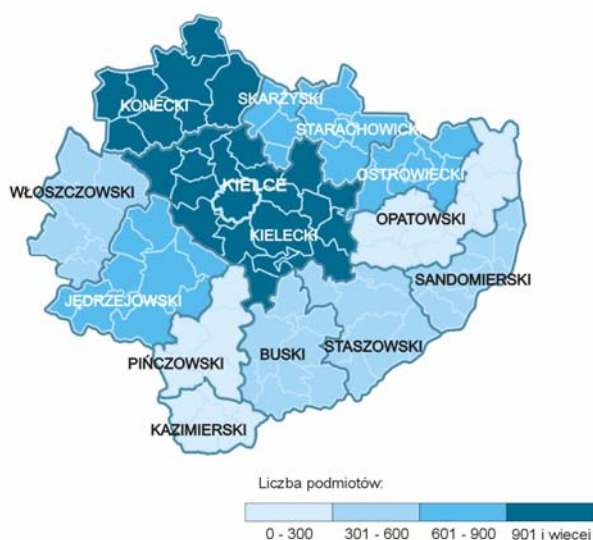 KONECKI
SKARŻYSKI
STARACHOWICKI
OSTROWIECKI
WŁOSZCZOWSKI
KIELCE
OPATOWSKI
KIELECKI
SANDOMIERSKI
JĘDRZEJOWSKI
STASZOWSKI
BUSKI
PIŃCZOWSKI
KAZIMIERSKI
Liczba podmiotów:
0 - 300 301 - 600 601 - 900 901 i więcej